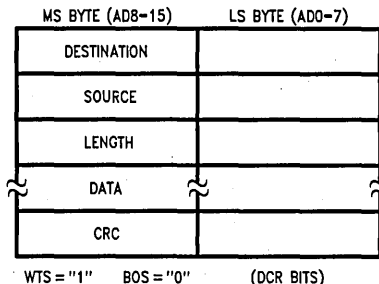 MS BYTE (AD8-15) LS BYTE (AD0-7)
DESTINATION
SOURCE
LENGTH
DATA
CRC
WTS = "1" BOS = "0" (DCR BITS)